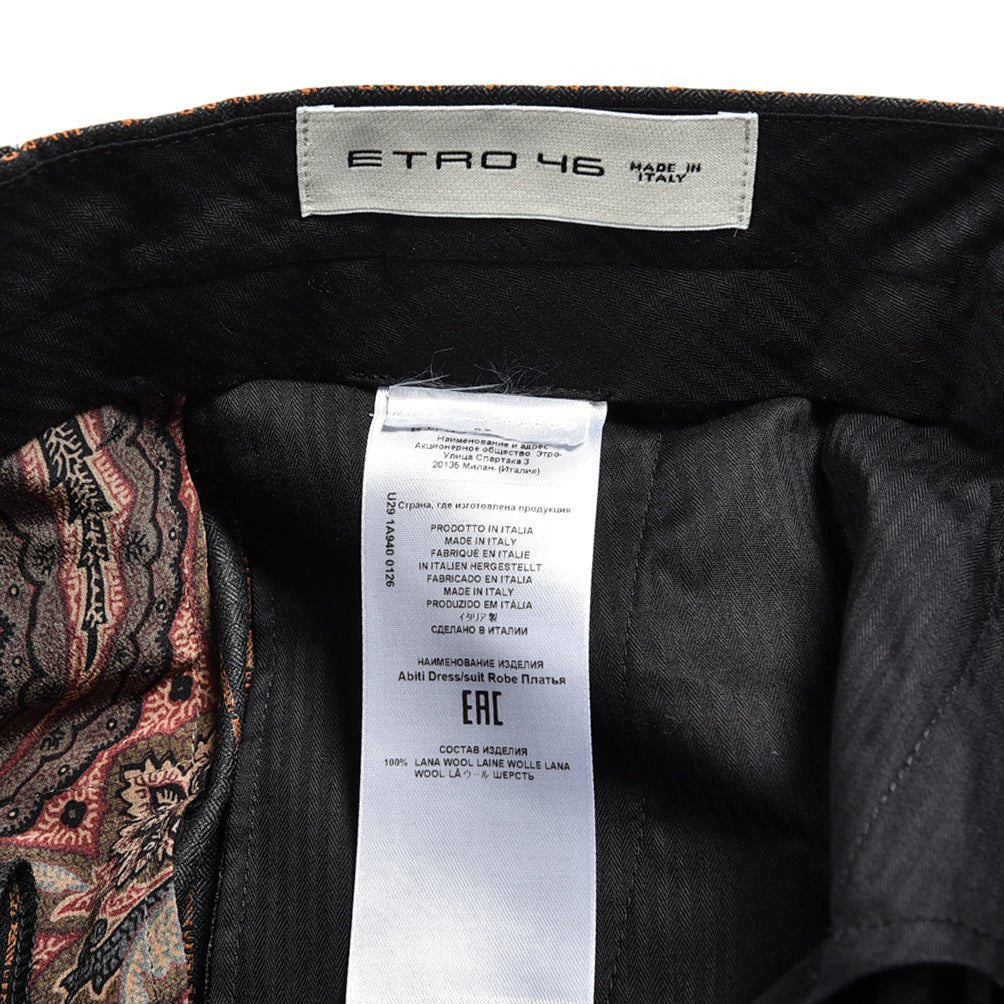 ETRO 46 MADE IN
ITALY
Наименование и адрес
Акционерное общество Этро-
Улица Спартака 3
20135 Милан- (Италия)
U29 1A940 0126
Страна, где изготовлена продукция
PRODOTTO IN ITALIA
MADE IN ITALY
FABRIQUÉ EN ITALIE
IN ITALIEN HERGESTELLT
FABRICADO EN ITALIA
MADE IN ITALY
PRODUZIDO EM ITÁLIA
イタリア製
СДЕЛАНО В ИТАЛИИ
НАИМЕНОВАНИЕ ИЗДЕЛИЯ
Abiti Dress/suit Robe Платья
EAC
СОСТАВ ИЗДЕЛИЯ
100% LANA WOOL LAINE WOLLE LANA
WOOL LÃ ウール ШЕРСТЬ